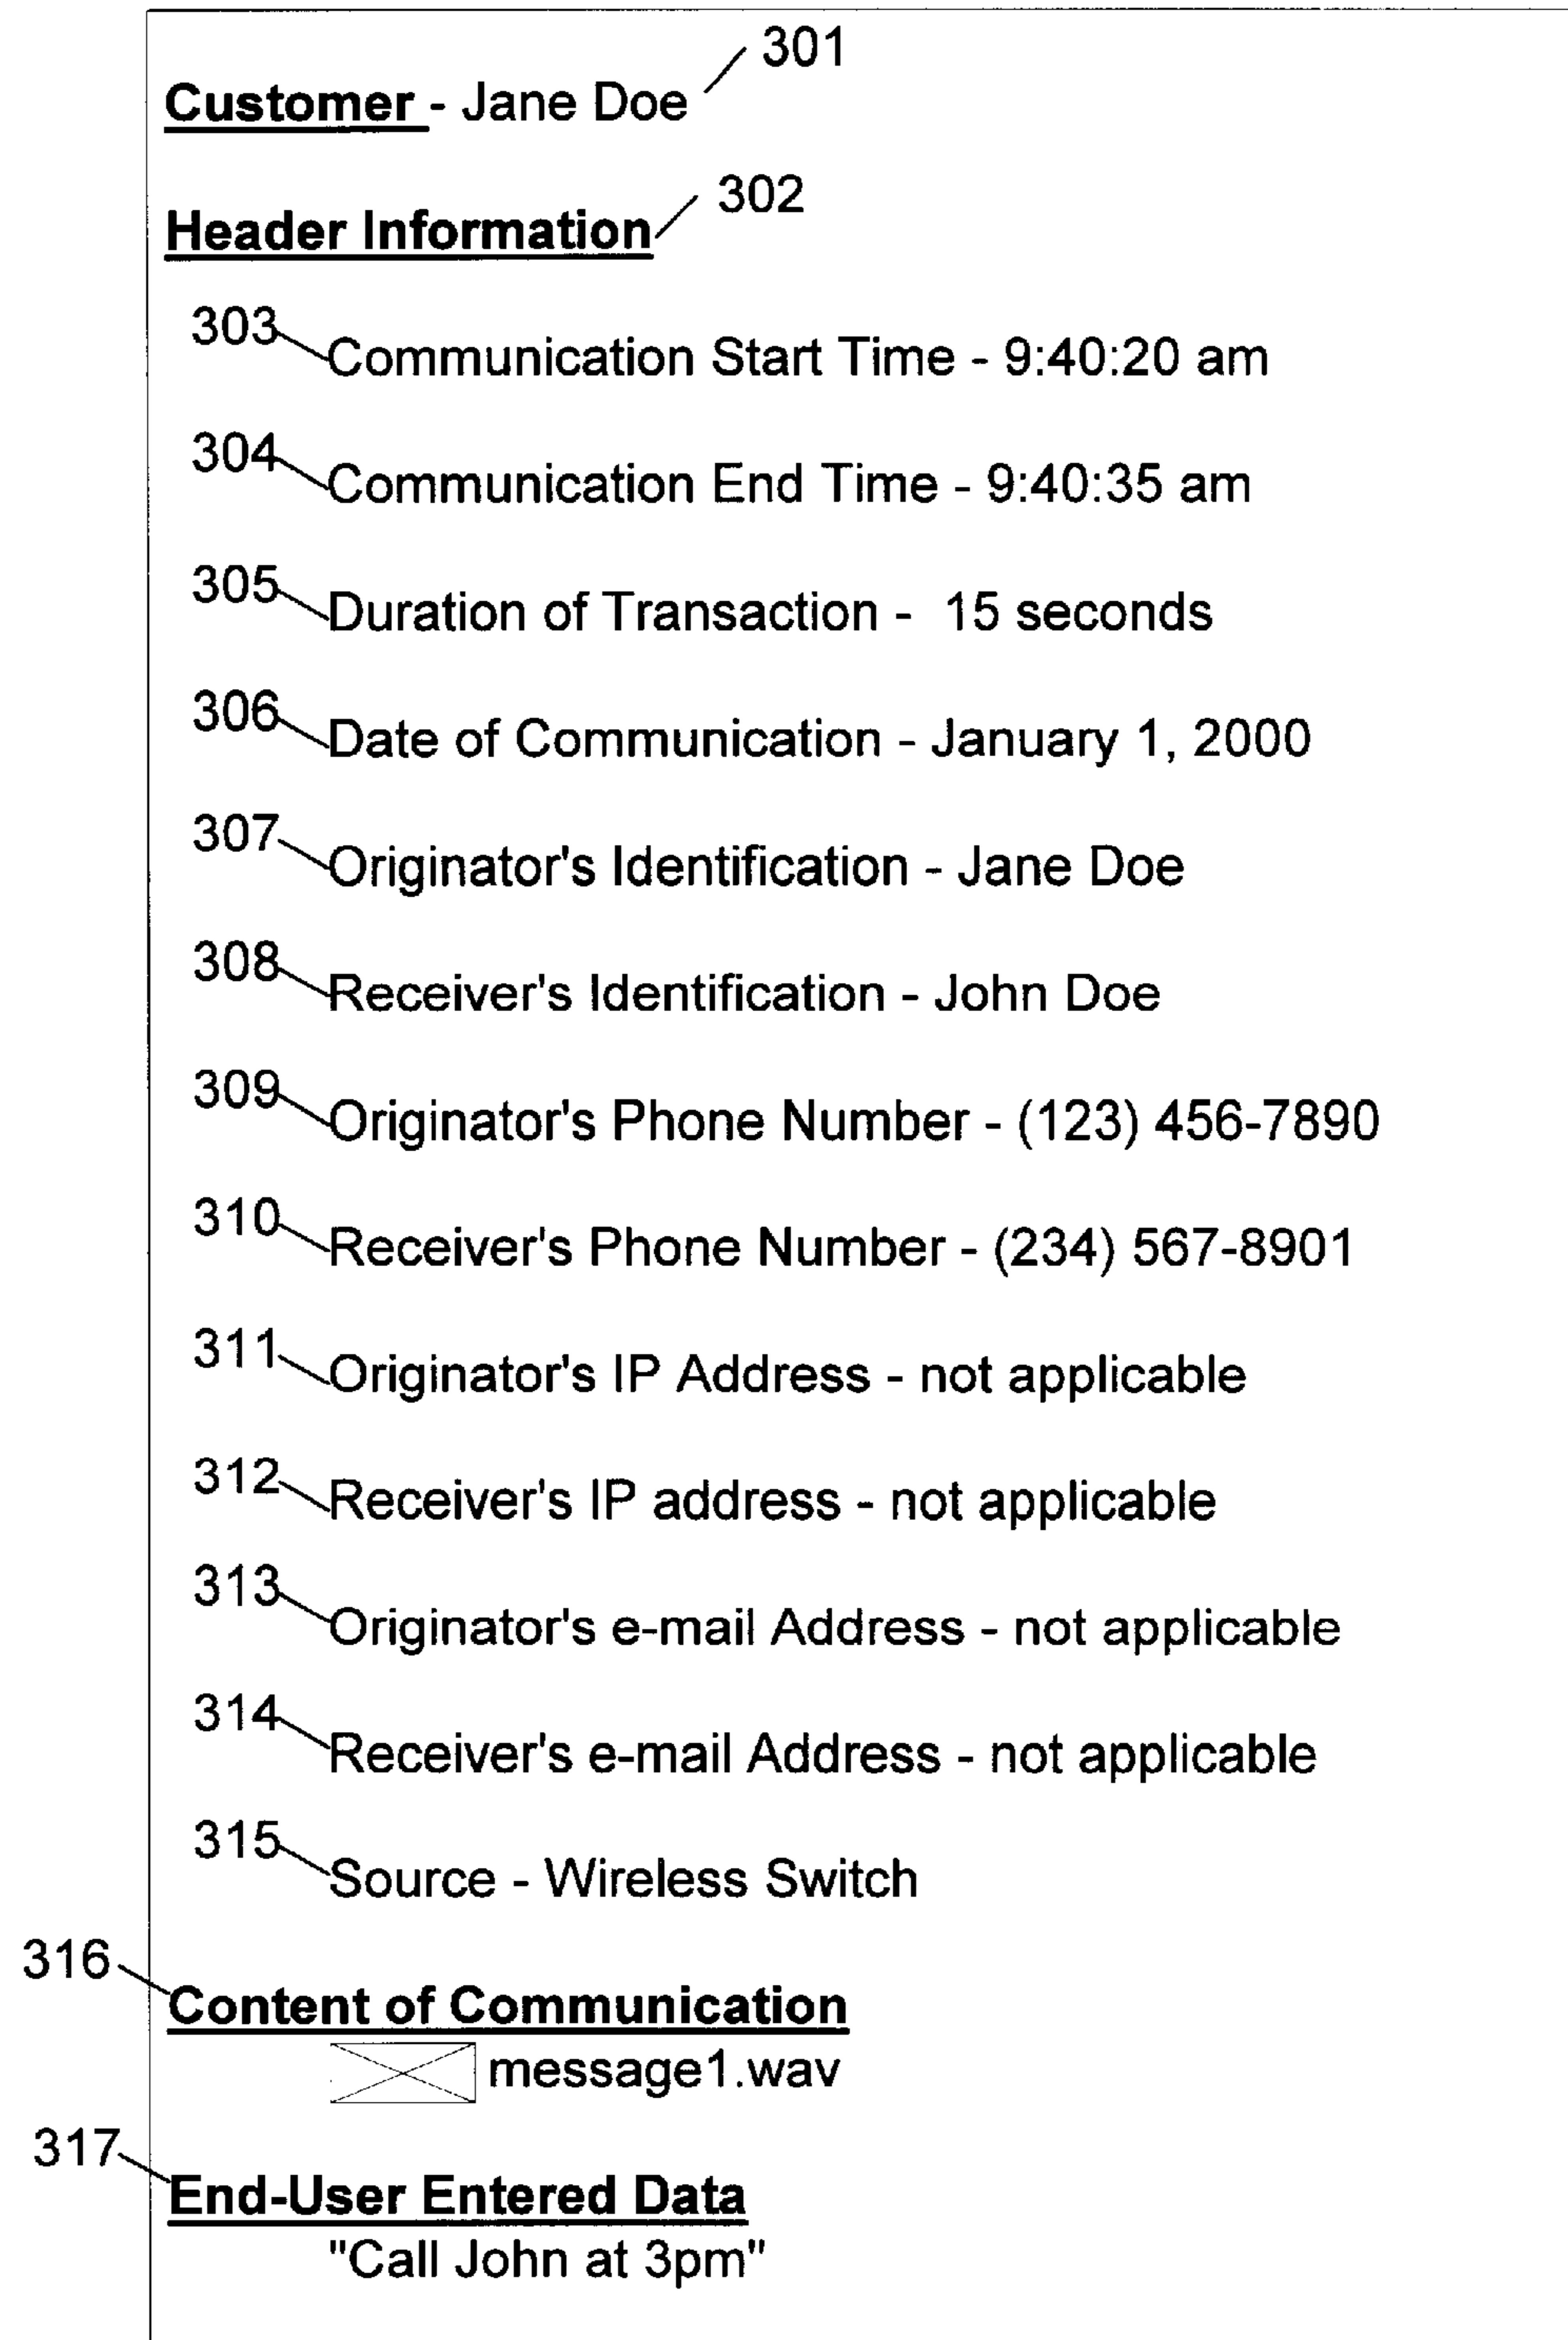 301
Customer - Jane Doe
302
Header Information
303
Communication Start Time - 9:40:20 am
304
Communication End Time - 9:40:35 am
305
Duration of Transaction - 15 seconds
306
Date of Communication - January 1, 2000
307
Originator's Identification - Jane Doe
308
Receiver's Identification - John Doe
309
Originator's Phone Number - (123) 456-7890
310
Receiver's Phone Number - (234) 567-8901
311
Originator's IP Address - not applicable
312
Receiver's IP address - not applicable
313
Originator's e-mail Address - not applicable
314
Receiver's e-mail Address - not applicable
315
Source - Wireless Switch
316
Content of Communication
message1.wav
317
End-User Entered Data
"Call John at 3pm"